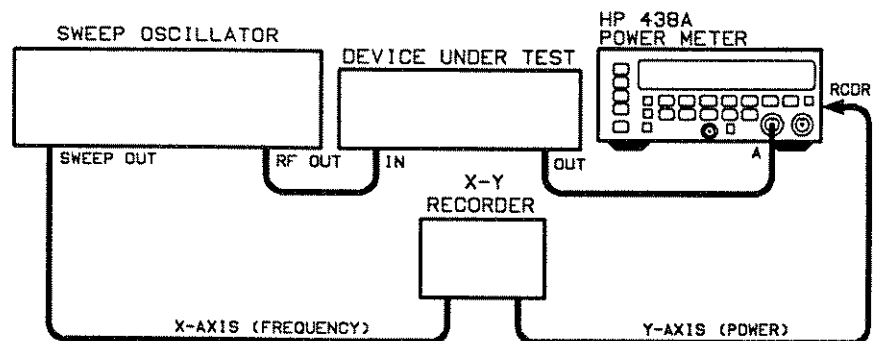 SWEEP OSCILLATOR
DEVICE UNDER TEST
HP 438A
POWER METER
RCDR
SWEEP OUT
RF OUT
IN
OUT
A
X-Y
RECORDER
X-AXIS (FREQUENCY)
Y-AXIS (POWER)